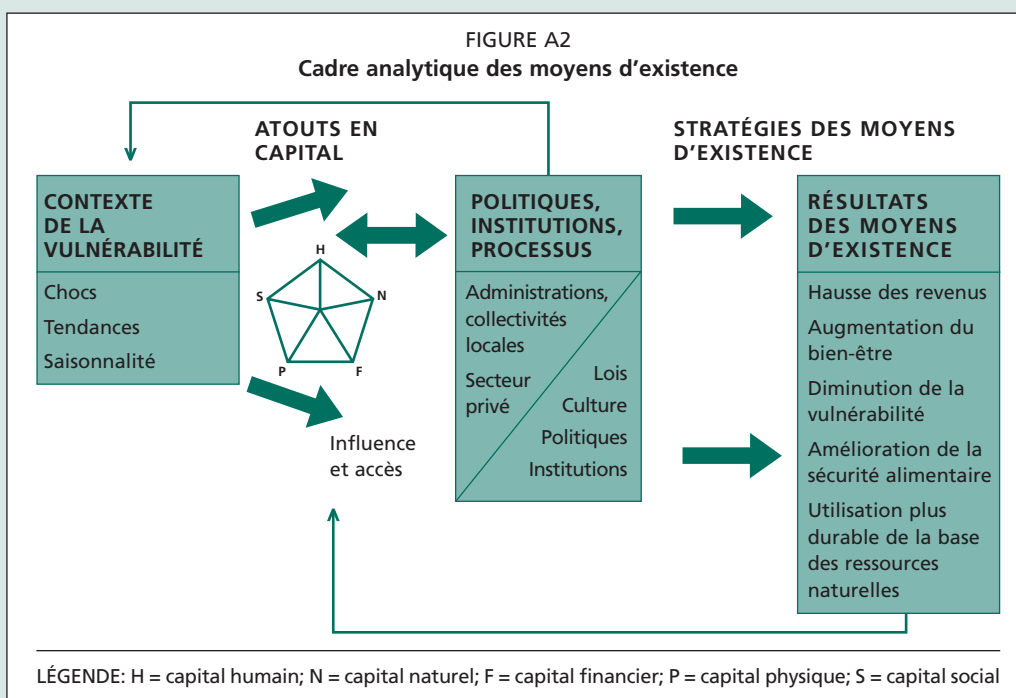 FIGURE A2
Cadre analytique des moyens d'existence
ATOUTS EN
CAPITAL
STRATÉGIES DES MOYENS
D'EXISTENCE
CONTEXTE
DE LA
VULNÉRABILITÉ
Chocs
Tendances
Saisonnalité
H
S
N
P
F
Influence
et accès
POLITIQUES,
INSTITUTIONS,
PROCESSUS
Administrations,
collectivités
locales
Secteur
privé
Lois
Culture
Politiques
Institutions
RÉSULTATS
DES MOYENS
D'EXISTENCE
Hausse des revenus
Augmentation du
bien-être
Diminution de la
vulnérabilité
Amélioration de la
sécurité alimentaire
Utilisation plus
durable de la base
des ressources
naturelles
LÉGENDE: H = capital humain; N = capital naturel; F = capital financier; P = capital physique; S = capital social